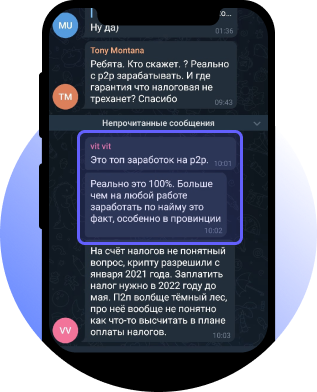 о...
MU
Ну да)
01:36
Tony Montana
Ребята. Кто скажет. ? Реально
с р2р зарабатывать. И где
гарантия что налоговая не
треханет? Спасибо
TM
09:43
Непрочитанные сообщения
vit vit
Это топ заработок на р2р.
10:01
Реально это 100%. Больше
чем на любой работе
заработать по найму это
факт, особенно в провинции
10:02
На счёт налогов не понятный
вопрос, крипту разрешили с
января 2021 года. Заплатить
налог нужно в 2022 году до
мая. П2п волбще тёмный лес,
про неё вообще не понятно
как что-то высчитать в плане
оплаты налогов.
VV
10:03